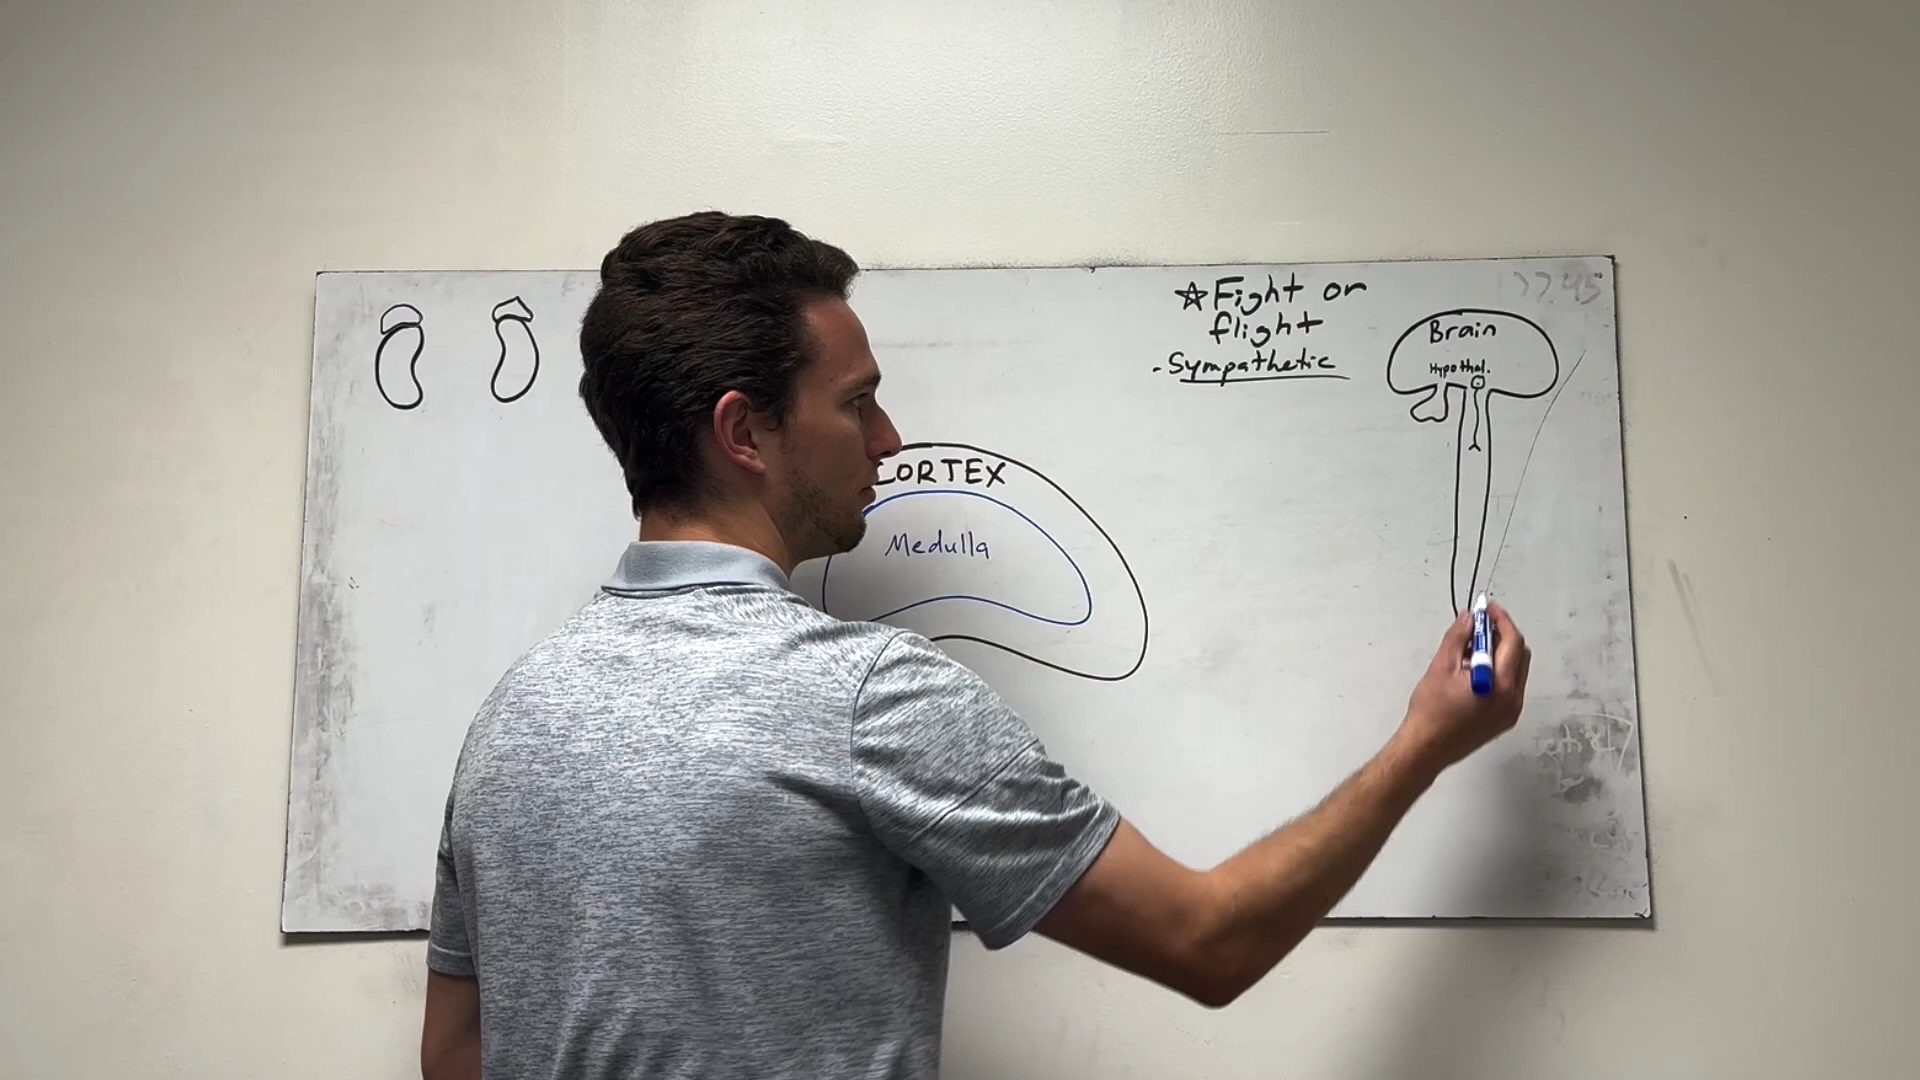 ☆Fight or
flight
- Sympathetic
Brain
Hypothal.
CORTEX
Medulla